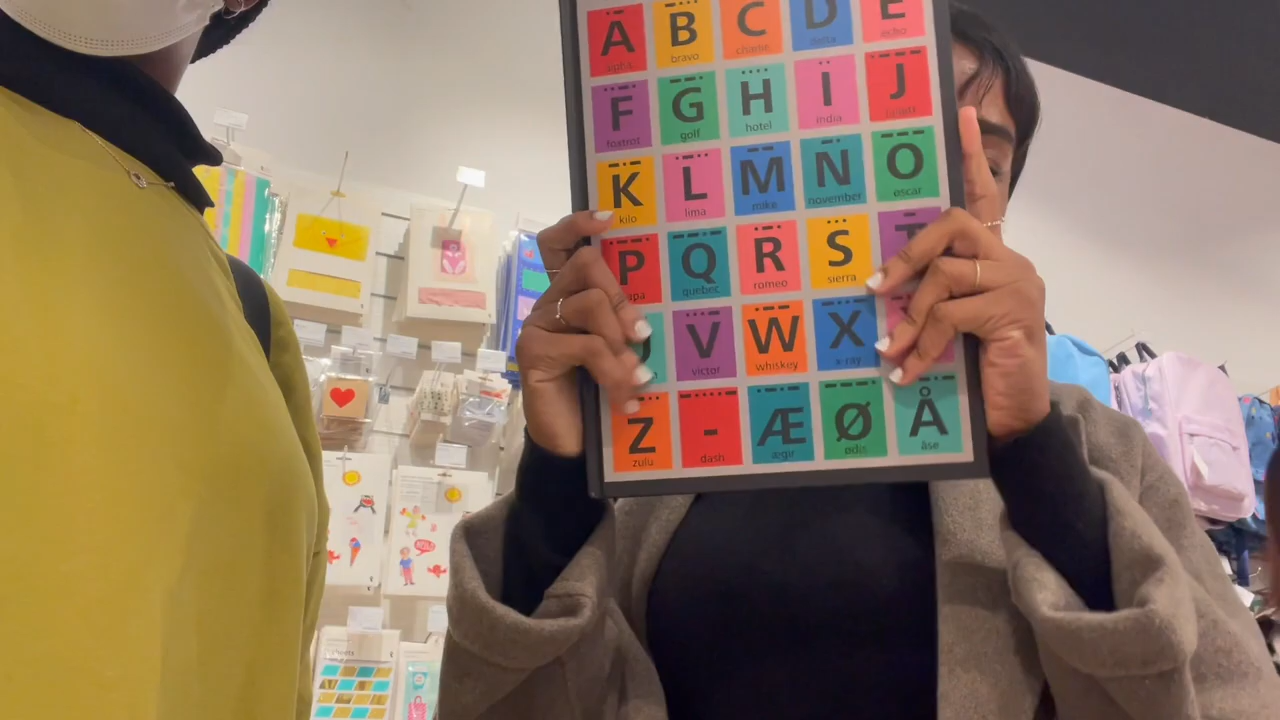 A B C D E
alpha bravo charlie delta echo
F G H I J
foxtrot golf hotel india
K L M N O
kilo lima mike november oscar
P Q R S T
quebec romeo sierra
V W X
victor whiskey x-ray
Z - Æ Ø Å
zulu dash ægir ødis åse